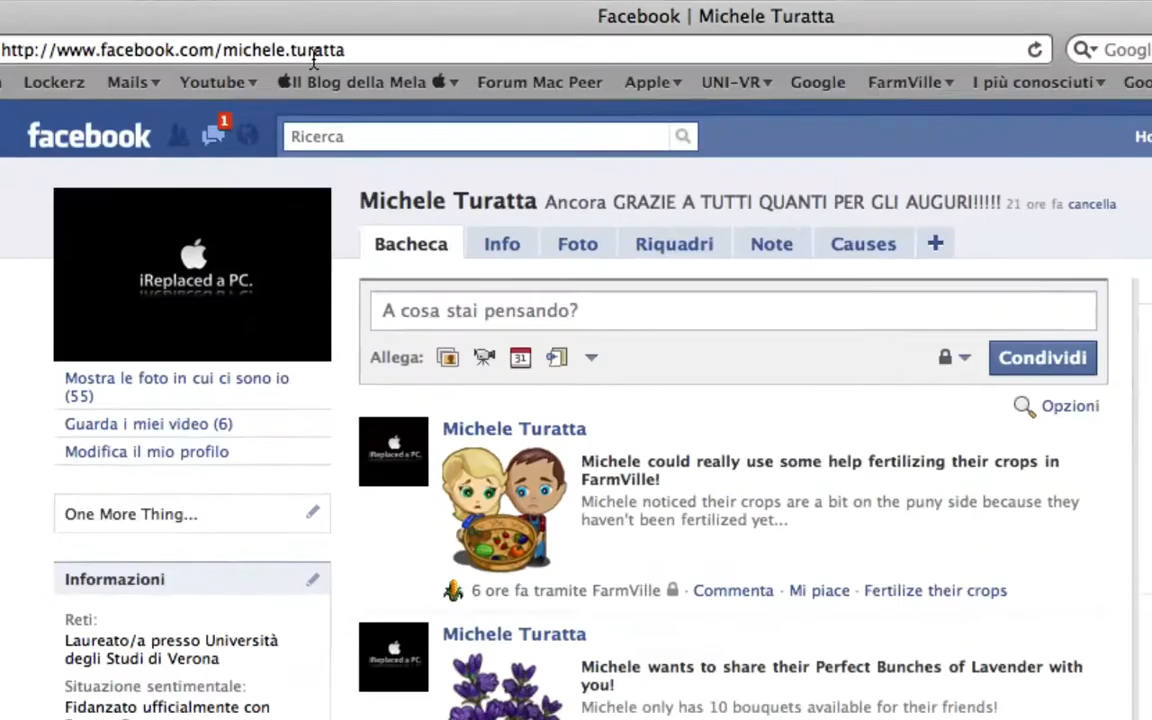 Facebook | Michele Turatta
http://www.facebook.com/michele.turatta
Lockerz Mails Youtube Il Blog della Mela Forum Mac Peer Apple UNI-VR Google FarmVille I più conosciuti
facebook 1 Ricerca
Michele Turatta Ancora GRAZIE A TUTTI QUANTI PER GLI AUGURI!!!!! 21 ore fa cancella
iReplaced a PC.
Bacheca Info Foto Riquadri Note Causes +
A cosa stai pensando?
Allega: 31 Condividi
Opzioni
Mostra le foto in cui ci sono io
(55)
Guarda i miei video (6)
Modifica il mio profilo
One More Thing...
Informazioni
Reti:
Laureato/a presso Università
degli Studi di Verona
Situazione sentimentale:
Fidanzato ufficialmente con
iReplaced a PC.
Michele Turatta
Michele could really use some help fertilizing their crops in
FarmVille!
Michele noticed their crops are a bit on the puny side because they
haven't been fertilized yet...
6 ore fa tramite FarmVille · Commenta · Mi piace · Fertilize their crops
iReplaced a PC.
Michele Turatta
Michele wants to share their Perfect Bunches of Lavender with
you!
Michele only has 10 bouquets available for their friends!